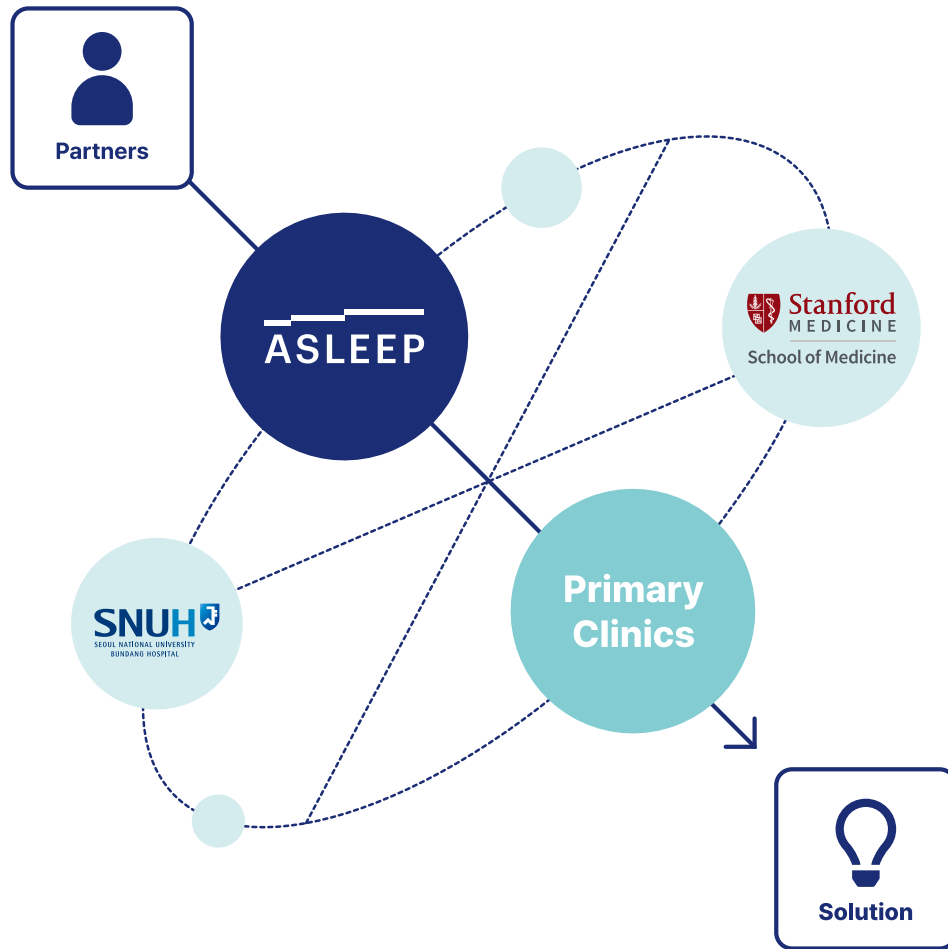 Partners
ASLEEP
Stanford
MEDICINE
School of Medicine
Primary
Clinics
SNUH
SEOUL NATIONAL UNIVERSITY
BUNDANG HOSPITAL
Solution